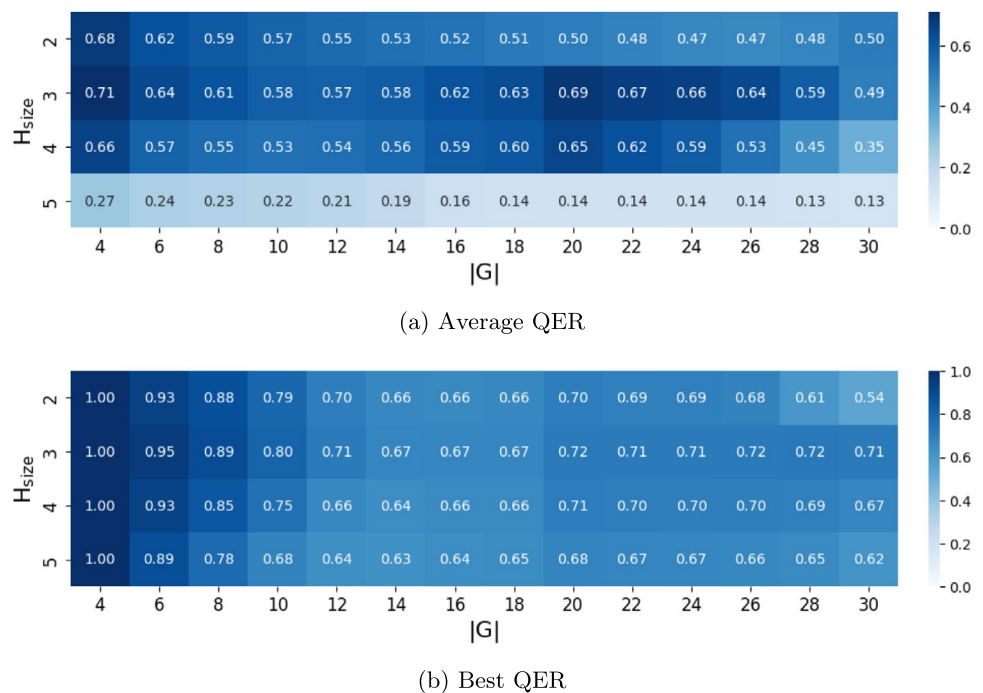 2 0.68 0.62 0.59 0.57 0.55 0.53 0.52 0.51 0.50 0.48 0.47 0.47 0.48 0.50
3 0.71 0.64 0.61 0.58 0.57 0.58 0.62 0.63 0.69 0.67 0.66 0.64 0.59 0.49
4 0.66 0.57 0.55 0.53 0.54 0.56 0.59 0.60 0.65 0.62 0.59 0.53 0.45 0.35
5 0.27 0.24 0.23 0.22 0.21 0.19 0.16 0.14 0.14 0.14 0.14 0.14 0.13 0.13
Hsize
4 6 8 10 12 14 16 18 20 22 24 26 28 30
|G|
0.6
0.4
0.2
0.0
(a) Average QER
2 1.00 0.93 0.88 0.79 0.70 0.66 0.66 0.66 0.70 0.69 0.69 0.68 0.61 0.54
3 1.00 0.95 0.89 0.80 0.71 0.67 0.67 0.67 0.72 0.71 0.71 0.72 0.72 0.71
4 1.00 0.93 0.85 0.75 0.66 0.64 0.66 0.66 0.71 0.70 0.70 0.70 0.69 0.67
5 1.00 0.89 0.78 0.68 0.64 0.63 0.64 0.65 0.68 0.67 0.67 0.66 0.65 0.62
Hsize
4 6 8 10 12 14 16 18 20 22 24 26 28 30
|G|
1.0
0.8
0.6
0.4
0.2
0.0
(b) Best QER